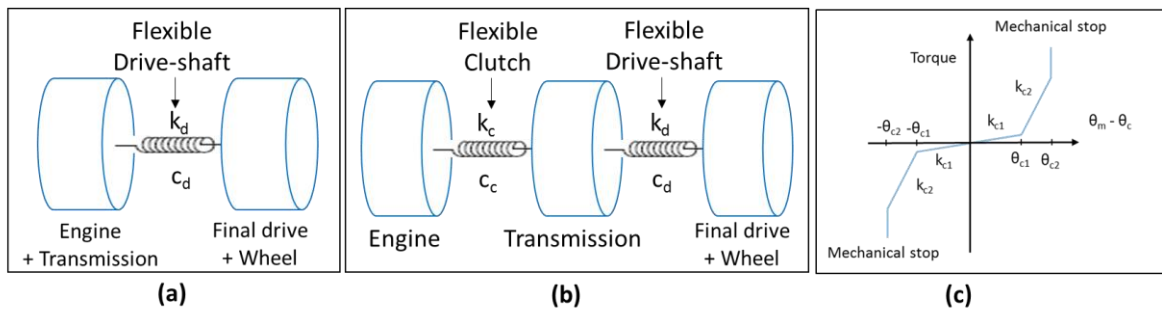 Flexible
Drive-shaft
k_d
c_d
Engine
+ Transmission
Final drive
+ Wheel
(a)
Flexible
Clutch
k_c
c_c
Flexible
Drive-shaft
k_d
c_d
Engine
Transmission
Final drive
+ Wheel
(b)
Mechanical stop
Torque
k_c2
-θ_c2 -θ_c1
k_c1
θ_m - θ_c
k_c1
θ_c1 θ_c2
k_c2
Mechanical stop
(c)